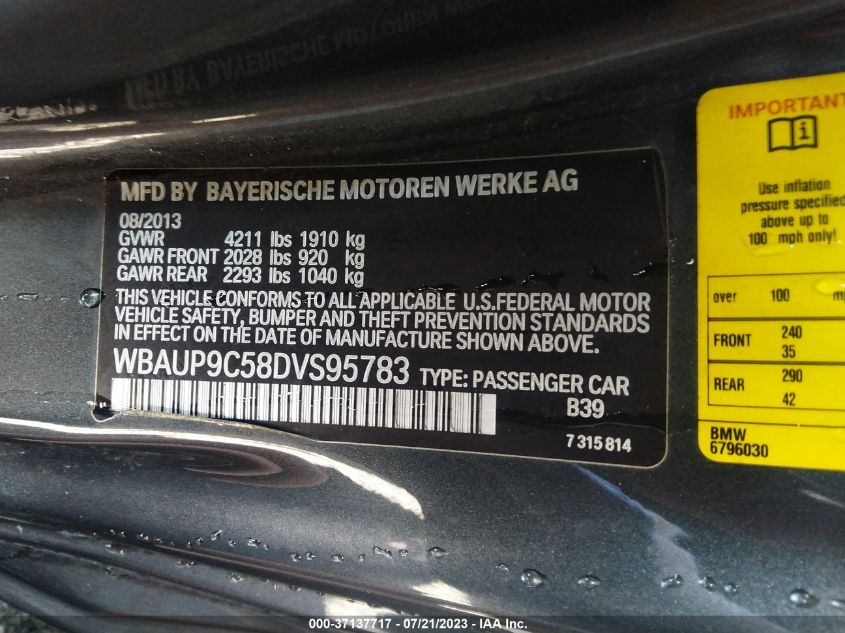 MFD BY BAYERISCHE MOTOREN WERKE AG
08/2013
GVWR 4211 lbs 1910 kg
GAWR FRONT 2028 lbs 920 kg
GAWR REAR 2293 lbs 1040 kg
THIS VEHICLE CONFORMS TO ALL APPLICABLE U.S.FEDERAL MOTOR
VEHICLE SAFETY, BUMPER AND THEFT PREVENTION STANDARDS
IN EFFECT ON THE DATE OF MANUFACTURE SHOWN ABOVE.
WBAUP9C58DVS95783 TYPE: PASSENGER CAR
B39
7 315 814
IMPORTANT
Use inflation
pressure specified
above up to
100 mph only!
over 100
FRONT 240
35
REAR 290
42
BMW
6796030
000-37137717 - 07/21/2023 - IAA Inc.